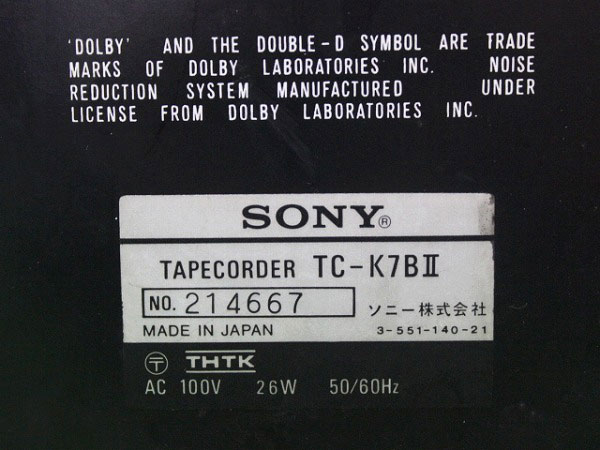 'DOLBY' AND THE DOUBLE-D SYMBOL ARE TRADE
MARKS OF DOLBY LABORATORIES INC. NOISE
REDUCTION SYSTEM MANUFACTURED UNDER
LICENSE FROM DOLBY LABORATORIES INC.
SONY®
TAPECORDER TC-K7BⅡ
NO. 214667 ソニー株式会社
MADE IN JAPAN 3-551-140-21
〒 THTK
AC 100V 26W 50/60Hz